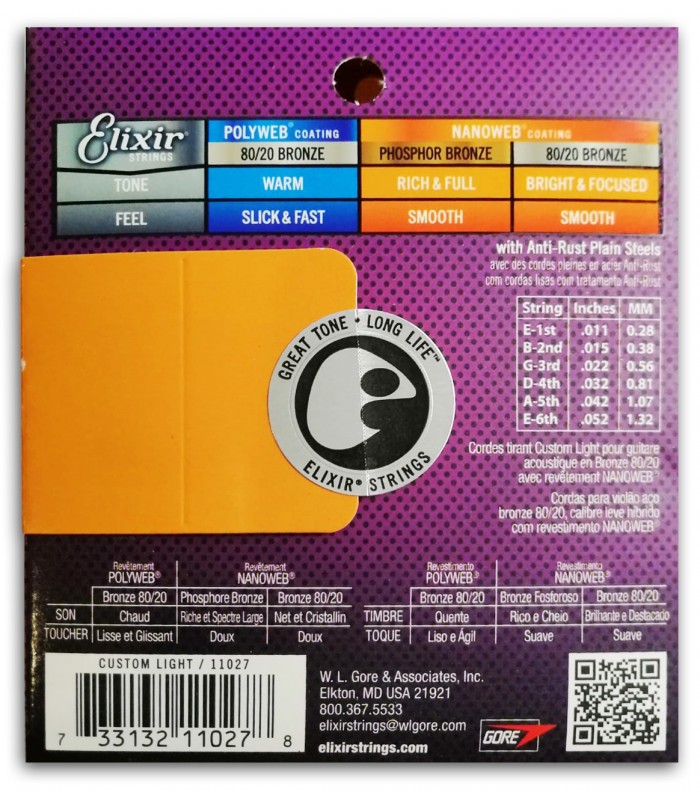 Elixir®
STRINGS
POLYWEB® COATING
NANOWEB® COATING
80/20 BRONZE
PHOSPHOR BRONZE
80/20 BRONZE
TONE
WARM
RICH & FULL
BRIGHT & FOCUSED
FEEL
SLICK & FAST
SMOOTH
SMOOTH
with Anti-Rust Plain Steels
avec des cordes pleines en acier Anti-Rust
com cordas lisas com tratamento Anti-Rust
String Inches MM
E-1st .011 0.28
B-2nd .015 0.38
G-3rd .022 0.56
D-4th .032 0.81
A-5th .042 1.07
E-6th .052 1.32
GREAT TONE • LONG LIFE™
ELIXIR® STRINGS
Cordes tirant Custom Light pour guitare
acoustique en Bronze 80/20
avec revêtement NANOWEB®
Cordas para violão aço
bronze 80/20, calibre leve híbrido
com revestimento NANOWEB®
Revêtement
POLYWEB®
Revêtement
NANOWEB®
Bronze 80/20 Phosphore Bronze Bronze 80/20
SON Chaud Riche et Spectre Large Net et Cristallin
TOUCHER Lisse et Glissant Doux Doux
Revestimento
POLYWEB®
Revestimento
NANOWEB®
Bronze 80/20 Bronze Fosforoso Bronze 80/20
TIMBRE Quente Rico e Cheio Brilhante e Destacado
TOQUE Liso e Ágil Suave Suave
CUSTOM LIGHT / 11027
7 33132 11027 8
W. L. Gore & Associates, Inc.
Elkton, MD USA 21921
800.367.5533
elixirstrings@wlgore.com
elixirstrings.com
GORE